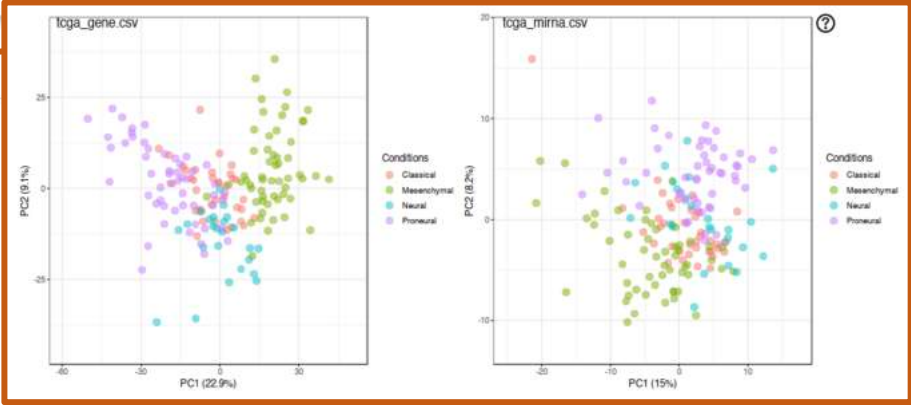 tcga_gene.csv
25
0
-25
PC2 (9.1%)
-60
-30
0
30
PC1 (22.9%)
Conditions
Classical
Mesenchymal
Neural
Proneural
tcga_mirna.csv
20
10
0
-10
PC2 (8.2%)
-20
-10
0
10
PC1 (15%)
Conditions
Classical
Mesenchymal
Neural
Proneural
?